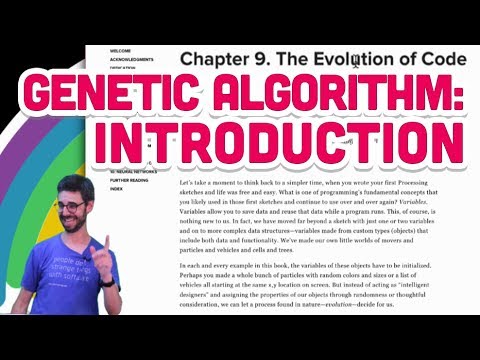 WELCOME
ACKNOWLEDGMENTS
DEDICATION
Chapter 9. The Evolution of Code
GENETIC ALGORITHM:
INTRODUCTION
10. NEURAL NETWORKS
FURTHER READING
INDEX
Let's take a moment to think back to a simpler time, when you wrote your first Processing
sketches and life was free and easy. What is one of programming's fundamental concepts that
you likely used in those first sketches and continue to use over and over again? Variables.
Variables allow you to save data and reuse that data while a program runs. This, of course, is
nothing new to us. In fact, we have moved far beyond a sketch with just one or two variables
and on to more complex data structures—variables made from custom types (objects) that
include both data and functionality. We've made our own little worlds of movers and
particles and vehicles and cells and trees.
In each and every example in this book, the variables of these objects have to be initialized.
Perhaps you made a whole bunch of particles with random colors and sizes or a list of
vehicles all starting at the same x,y location on screen. But instead of acting as "intelligent
designers" and assigning the properties of our objects through randomness or thoughtful
consideration, we can let a process found in nature—evolution—decide for us.
people do
strange things
with software